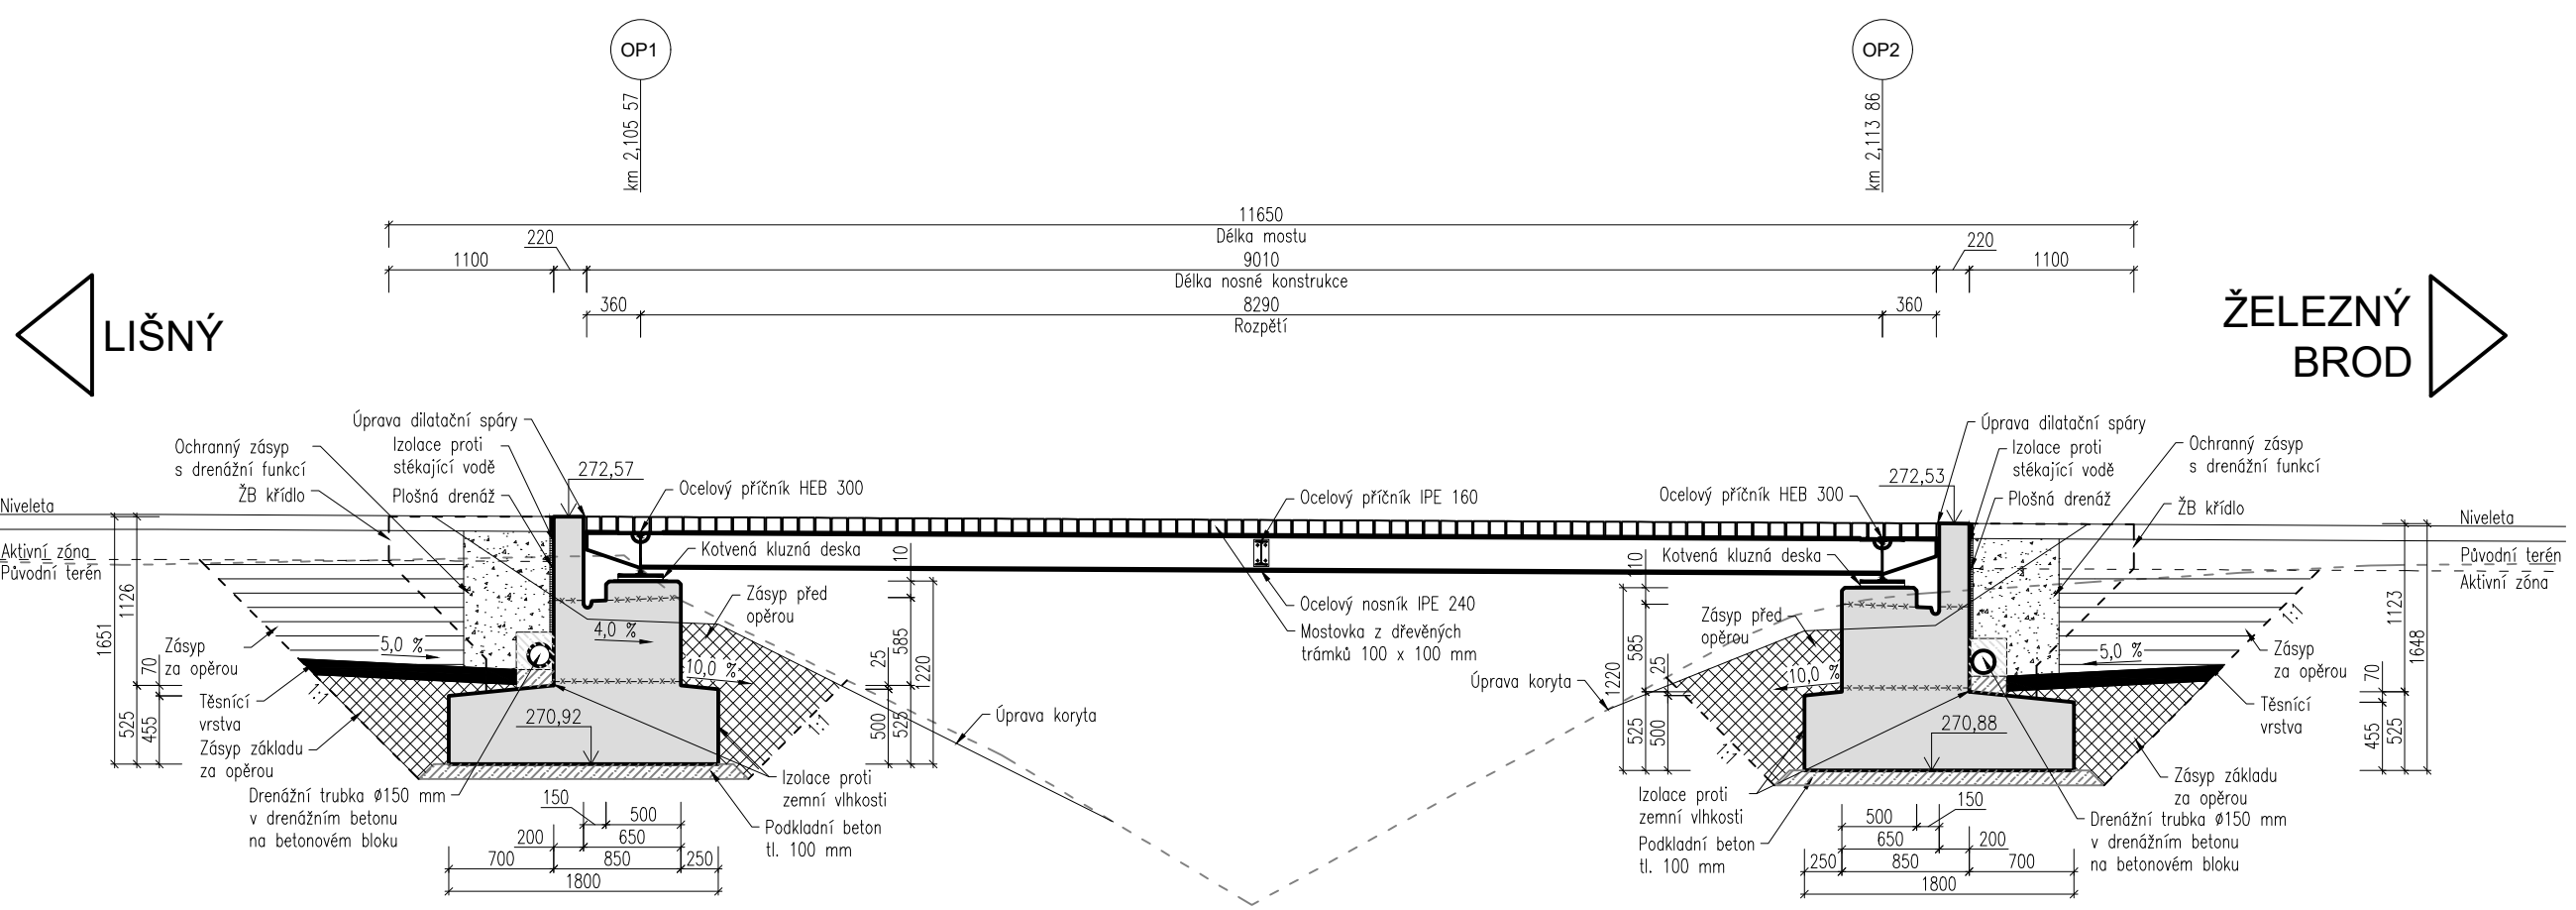 OP1
OP2
km 2,105 57
km 2,113 86
11650
Délka mostu
1100
220
9010
220
1100
Délka nosné konstrukce
360
8290
360
Rozpětí
LIŠNÝ
ŽELEZNÝ
BROD
Úprava dilatační spáry
Izolace proti
stékající vodě
Ochranný zásyp
s drenážní funkcí
ŽB křídlo
Plošná drenáž
272,57
Ocelový příčník HEB 300
Ocelový příčník IPE 160
Ocelový příčník HEB 300
272,53
Úprava dilatační spáry
Izolace proti
stékající vodě
Plošná drenáž
Ochranný zásyp
s drenážní funkcí
ŽB křídlo
Niveleta
Aktivní zóna
Původní terén
Niveleta
Původní terén
Aktivní zóna
Kotvená kluzná deska
Kotvená kluzná deska
Zásyp před
opěrou
Ocelový nosník IPE 240
Mostovka z dřevěných
trámků 100 x 100 mm
Zásyp před
opěrou
1651
1126
525
70
455
Zásyp
za opěrou
5,0 %
4,0 %
10,0 %
10
585
25
1220
500
525
1:1
1:1
Těsnící
vrstva
Zásyp základu
za opěrou
270,92
Úprava koryta
Úprava koryta
10
585
25
1220
525
500
10,0 %
5,0 %
270,88
1:1
1:1
Zásyp
za opěrou
Těsnící
vrstva
Zásyp základu
za opěrou
1123
1648
70
455
525
Drenážní trubka Ø150 mm
v drenážním betonu
na betonovém bloku
Izolace proti
zemní vlhkosti
Podkladní beton
tl. 100 mm
150
500
200
650
700
850
250
1800
Izolace proti
zemní vlhkosti
Podkladní beton
tl. 100 mm
500
150
650
200
250
850
700
1800
Drenážní trubka Ø150 mm
v drenážním betonu
na betonovém bloku